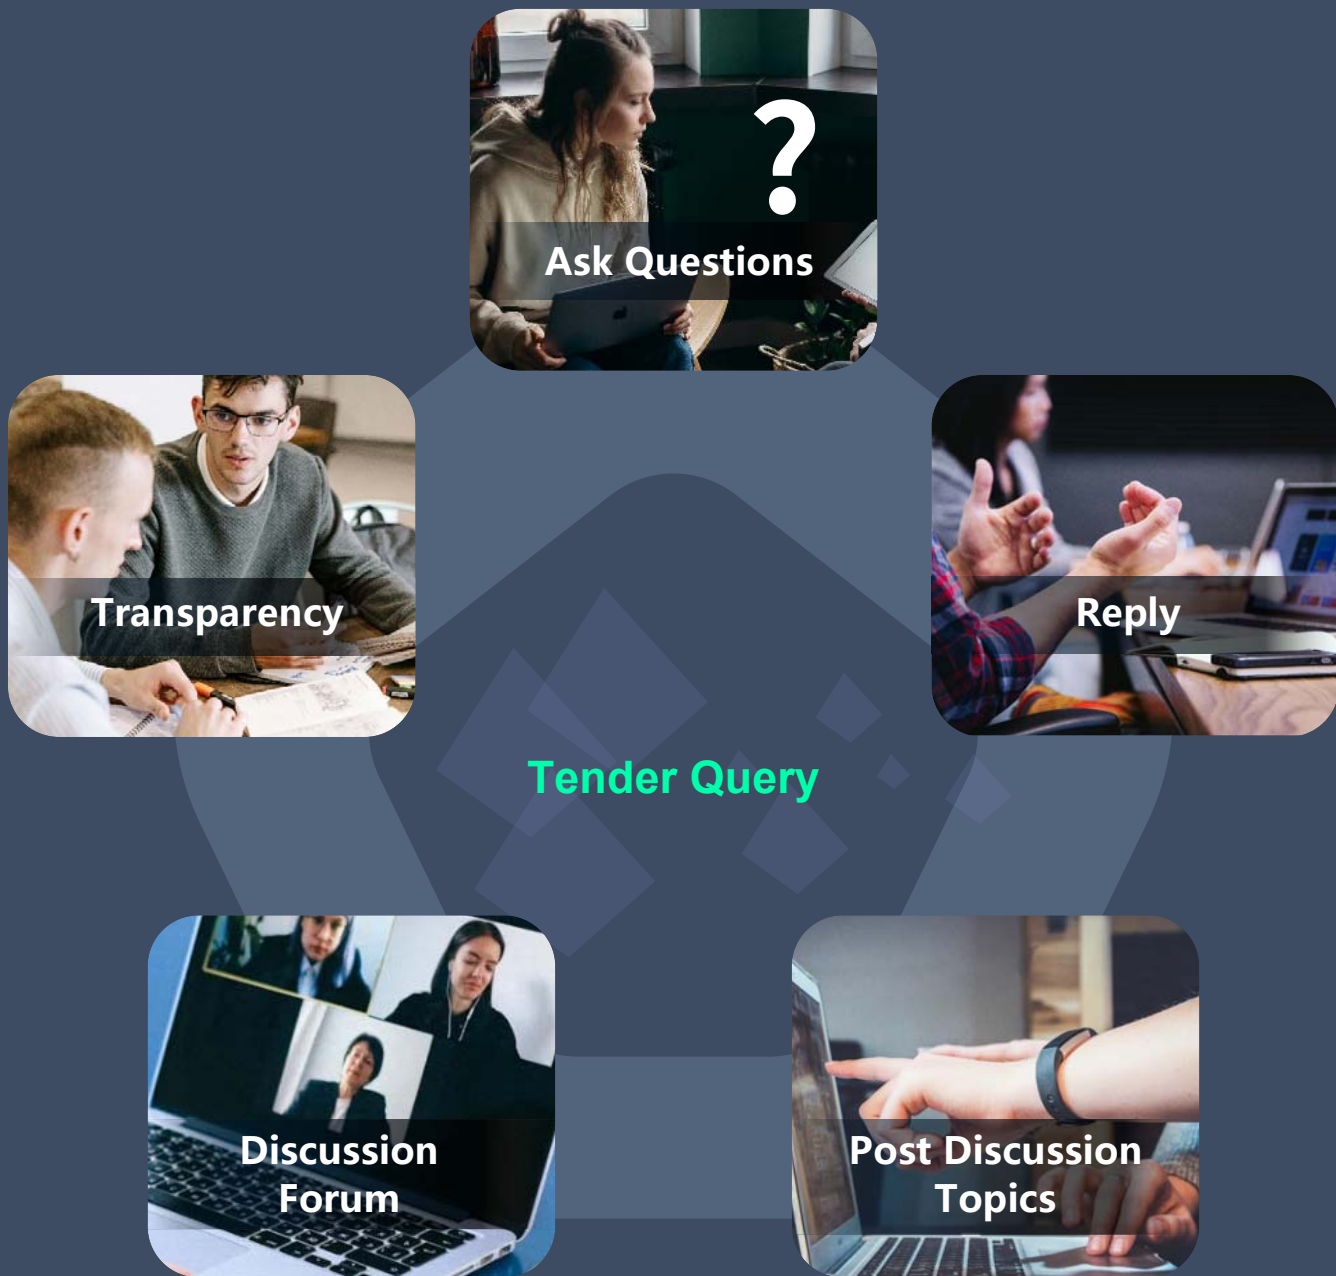 ?
Ask Questions
Transparency
Reply
Tender Query
Discussion
Forum
Post Discussion
Topics